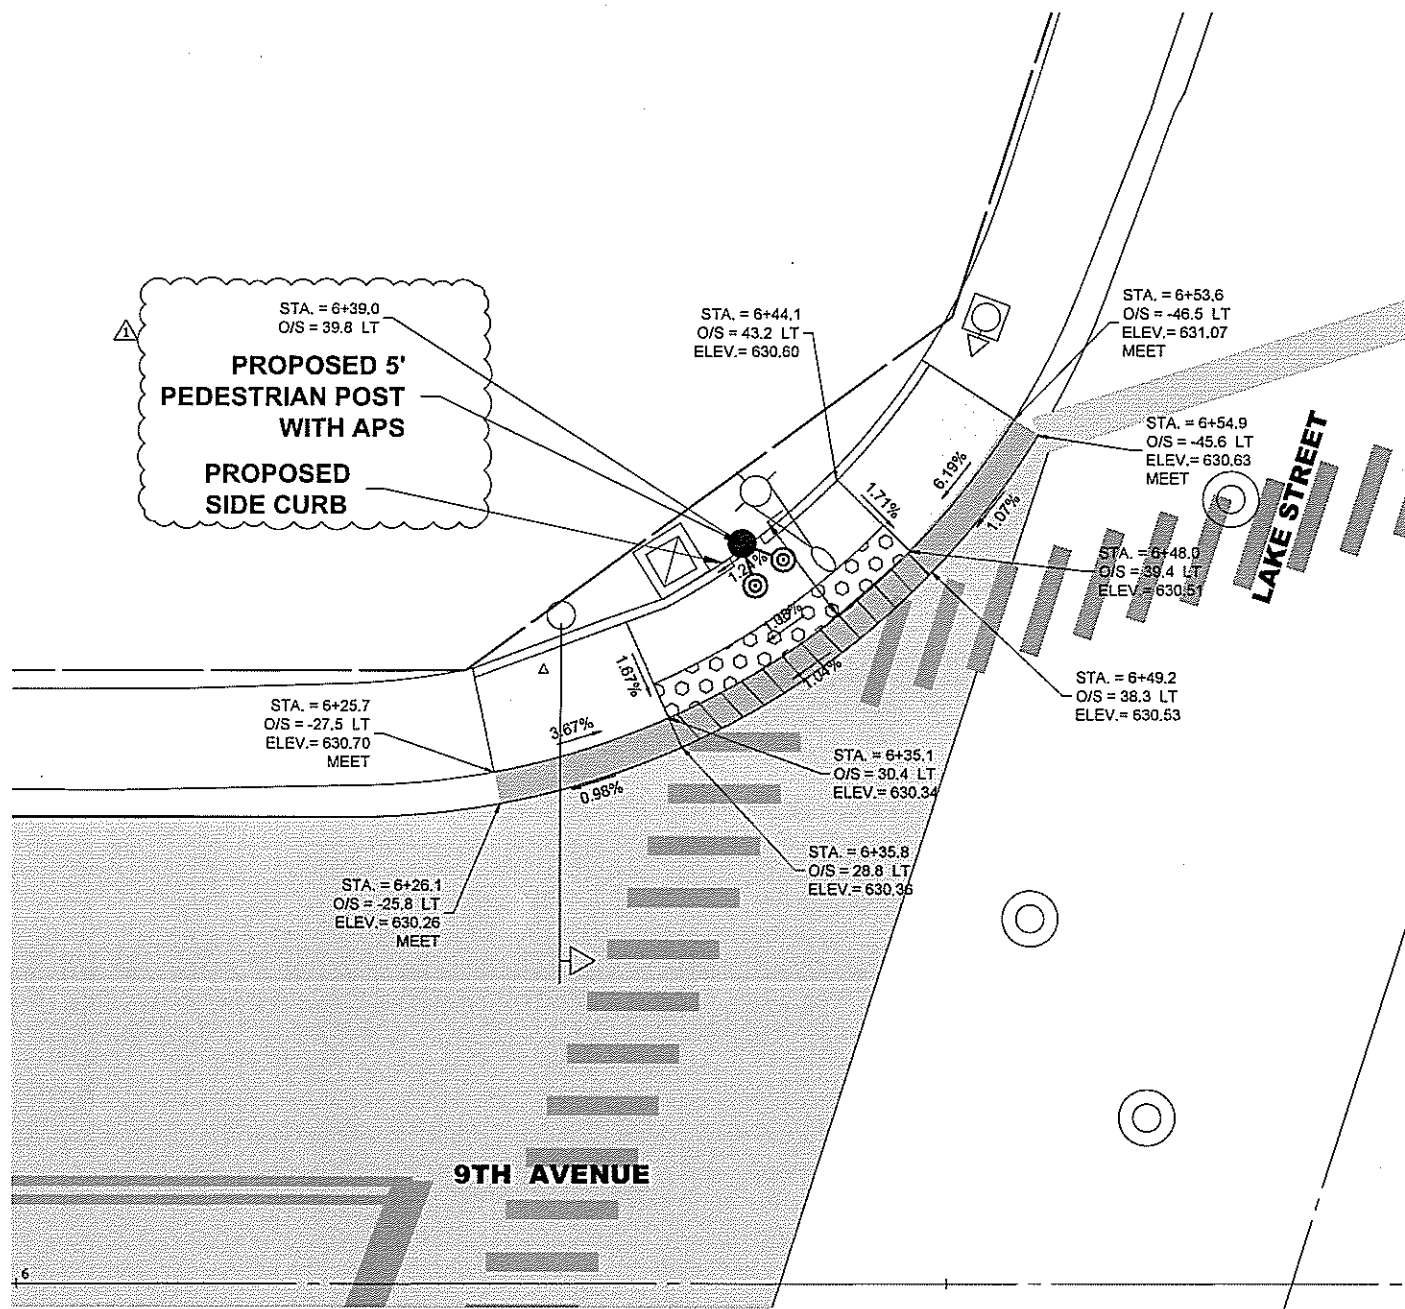 1
STA. = 6+39.0
O/S = 39.8 LT
PROPOSED 5'
PEDESTRIAN POST
WITH APS
PROPOSED
SIDE CURB
STA. = 6+44.1
O/S = 43.2 LT
ELEV.= 630.60
STA. = 6+53.6
O/S = -46.5 LT
ELEV.= 631.07
MEET
STA. = 6+54.9
O/S = -45.6 LT
ELEV.= 630.63
MEET
LAKE STREET
6.19%
1.71%
1.07%
STA. = 6+48.0
O/S = 39.4 LT
ELEV.= 630.51
1.24%
1.04%
1.67%
3.67%
0.98%
STA. = 6+49.2
O/S = 38.3 LT
ELEV.= 630.53
STA. = 6+25.7
O/S = -27.5 LT
ELEV.= 630.70
MEET
STA. = 6+35.1
O/S = 30.4 LT
ELEV.= 630.34
STA. = 6+35.8
O/S = 28.8 LT
ELEV.= 630.36
STA. = 6+26.1
O/S = -25.8 LT
ELEV.= 630.26
MEET
9TH AVENUE
6